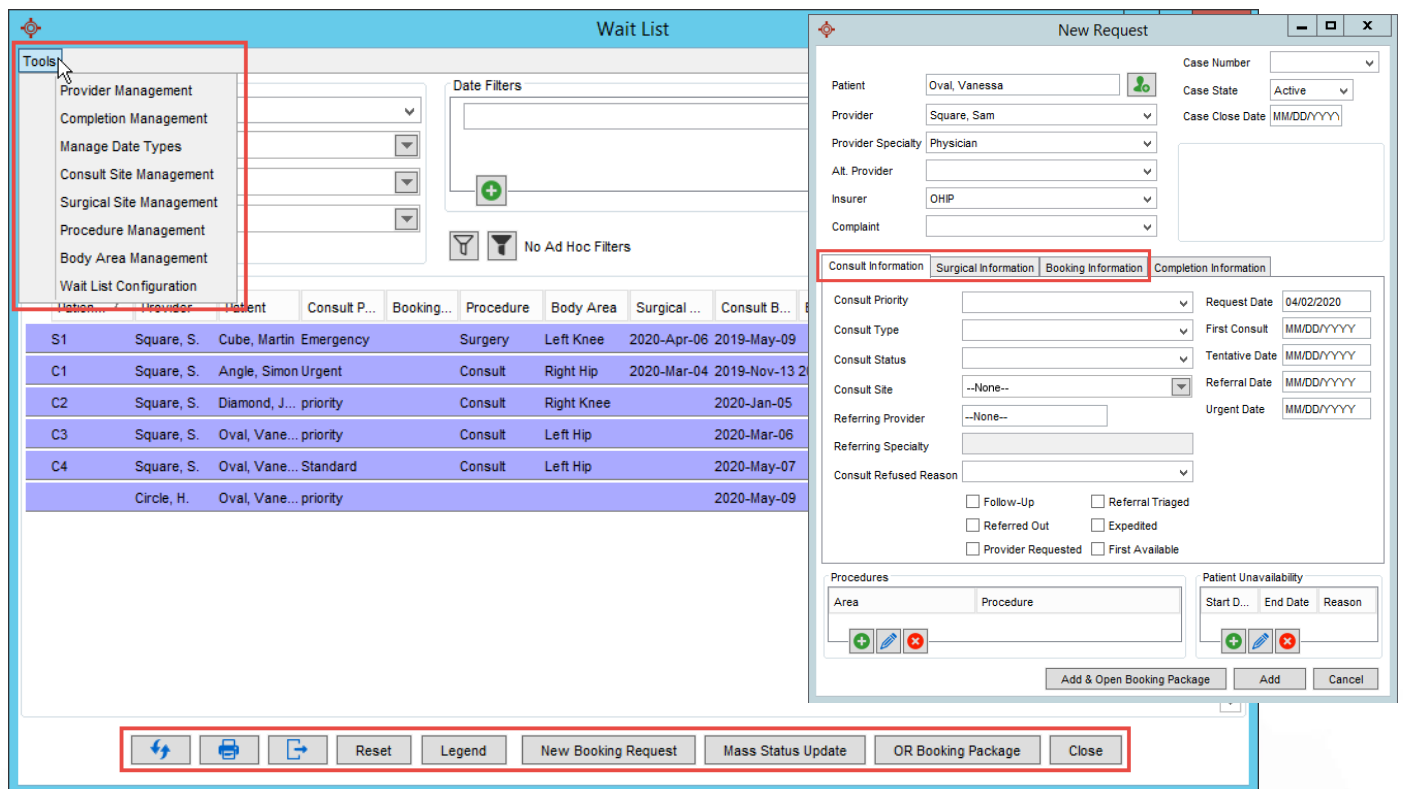 Wait List
Tools
Provider Management
Completion Management
Manage Date Types
Consult Site Management
Surgical Site Management
Procedure Management
Body Area Management
Wait List Configuration
Date Filters
No Ad Hoc Filters
Provider Patient Consult P... Booking... Procedure Body Area Surgical ... Consult B...
S1 Square, S. Cube, Martin Emergency Surgery Left Knee 2020-Apr-06 2019-May-09
C1 Square, S. Angle, Simon Urgent Consult Right Hip 2020-Mar-04 2019-Nov-13
C2 Square, S. Diamond, J... priority Consult Right Knee 2020-Jan-05
C3 Square, S. Oval, Vane... priority Consult Left Hip 2020-Mar-06
C4 Square, S. Oval, Vane... Standard Consult Left Hip 2020-May-07
Circle, H. Oval, Vane... priority 2020-May-09
Reset Legend New Booking Request Mass Status Update OR Booking Package Close
New Request
Case Number
Patient Oval, Vanessa
Case State Active
Provider Square, Sam
Case Close Date MM/DD/YYYY
Provider Specialty Physician
Alt. Provider
Insurer OHIP
Complaint
Consult Information Surgical Information Booking Information Completion Information
Consult Priority
Request Date 04/02/2020
Consult Type
First Consult MM/DD/YYYY
Consult Status
Tentative Date MM/DD/YYYY
Consult Site --None--
Referral Date MM/DD/YYYY
Referring Provider --None--
Urgent Date MM/DD/YYYY
Referring Specialty
Consult Refused Reason
Follow-Up Referral Triaged
Referred Out Expedited
Provider Requested First Available
Procedures
Area Procedure
Patient Unavailability
Start D... End Date Reason
Add & Open Booking Package Add Cancel